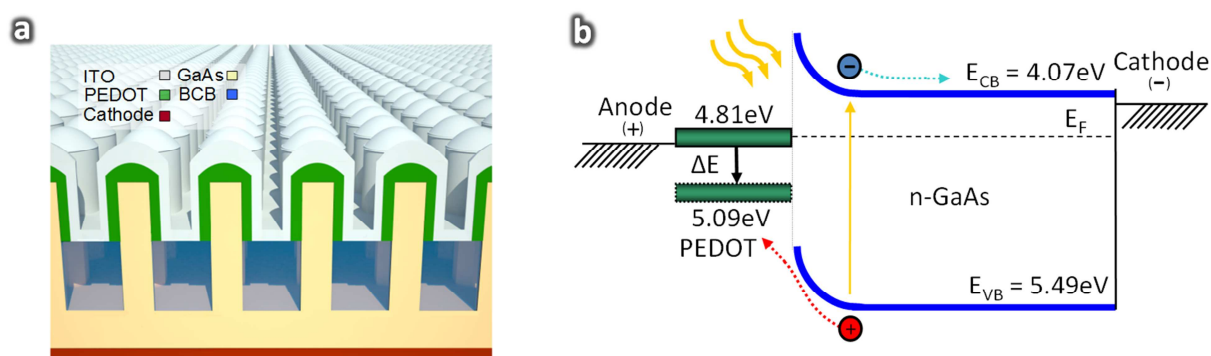 a
ITO GaAs
PEDOT BCB
Cathode
b
Anode
(+)
4.81eV
ΔE
5.09eV
PEDOT
−
E_CB = 4.07eV
Cathode
(−)
E_F
n-GaAs
E_VB = 5.49eV
+